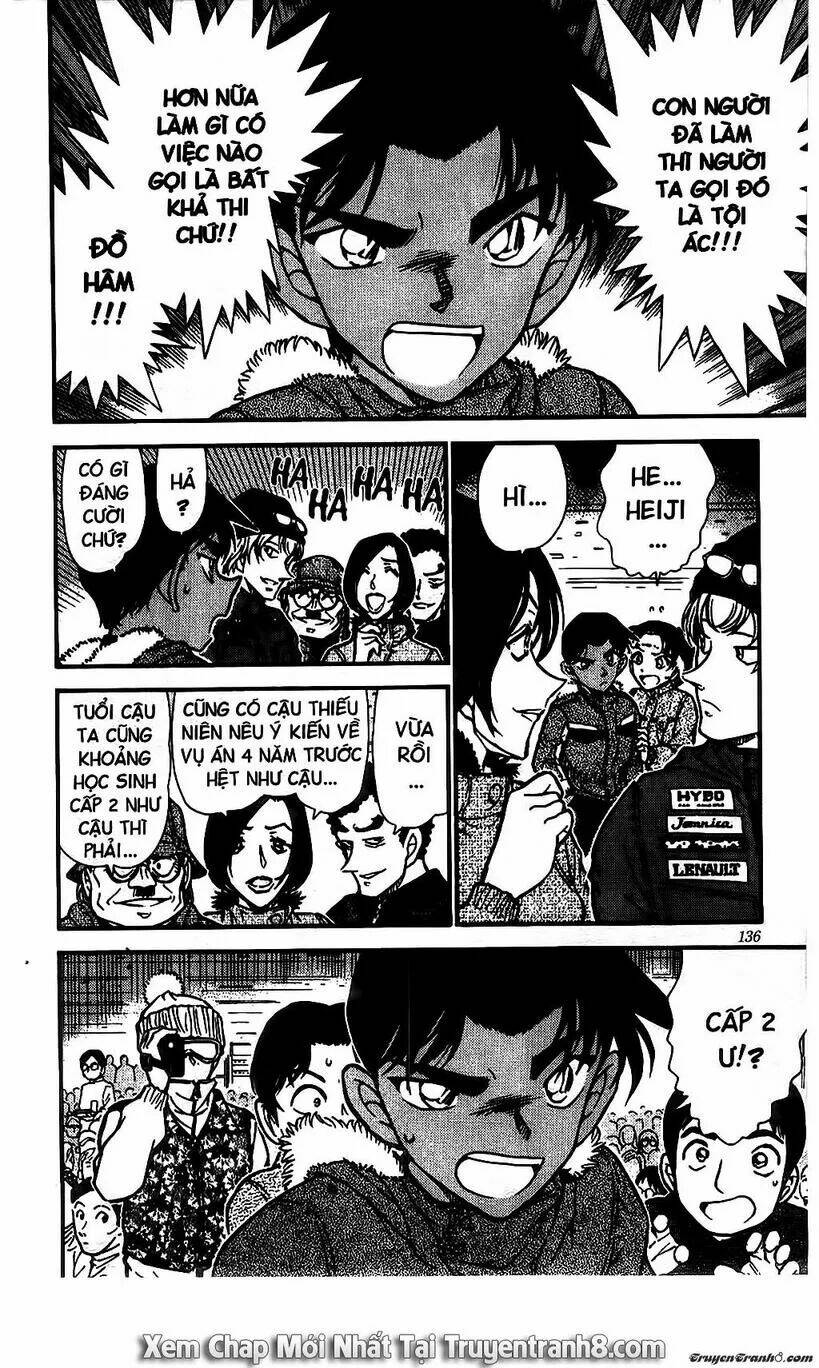 CON NGƯỜI
ĐÃ LÀM
THÌ NGƯỜI
TA GỌI ĐÓ
LÀ TỘI
ÁC!!!
HƠN NỮA
LÀM GÌ CÓ
VIỆC NÀO
GỌI LÀ BẤT
KHẢ THI
CHỨ!!
ĐỒ
HÂM
!!!
HE...
HEIJI
...
HÌ...
HA
HA
HA
HA
HẢ
?
CÓ GÌ
ĐÁNG
CƯỜI
CHỨ?
HYBO
Jennica
LENAULT
VỪA
RỒI
...
CŨNG CÓ CẬU THIẾU
NIÊN NÊU Ý KIẾN VỀ
VỤ ÁN 4 NĂM TRƯỚC
HỆT NHƯ CẬU...
TUỔI CẬU
TA CŨNG
KHOẢNG
HỌC SINH
CẤP 2 NHƯ
CẬU THÌ
PHẢI...
136
CẤP 2
Ư!?
Xem Chap Mới Nhất Tại Truyentranh8.com
TruyenTranh8.com